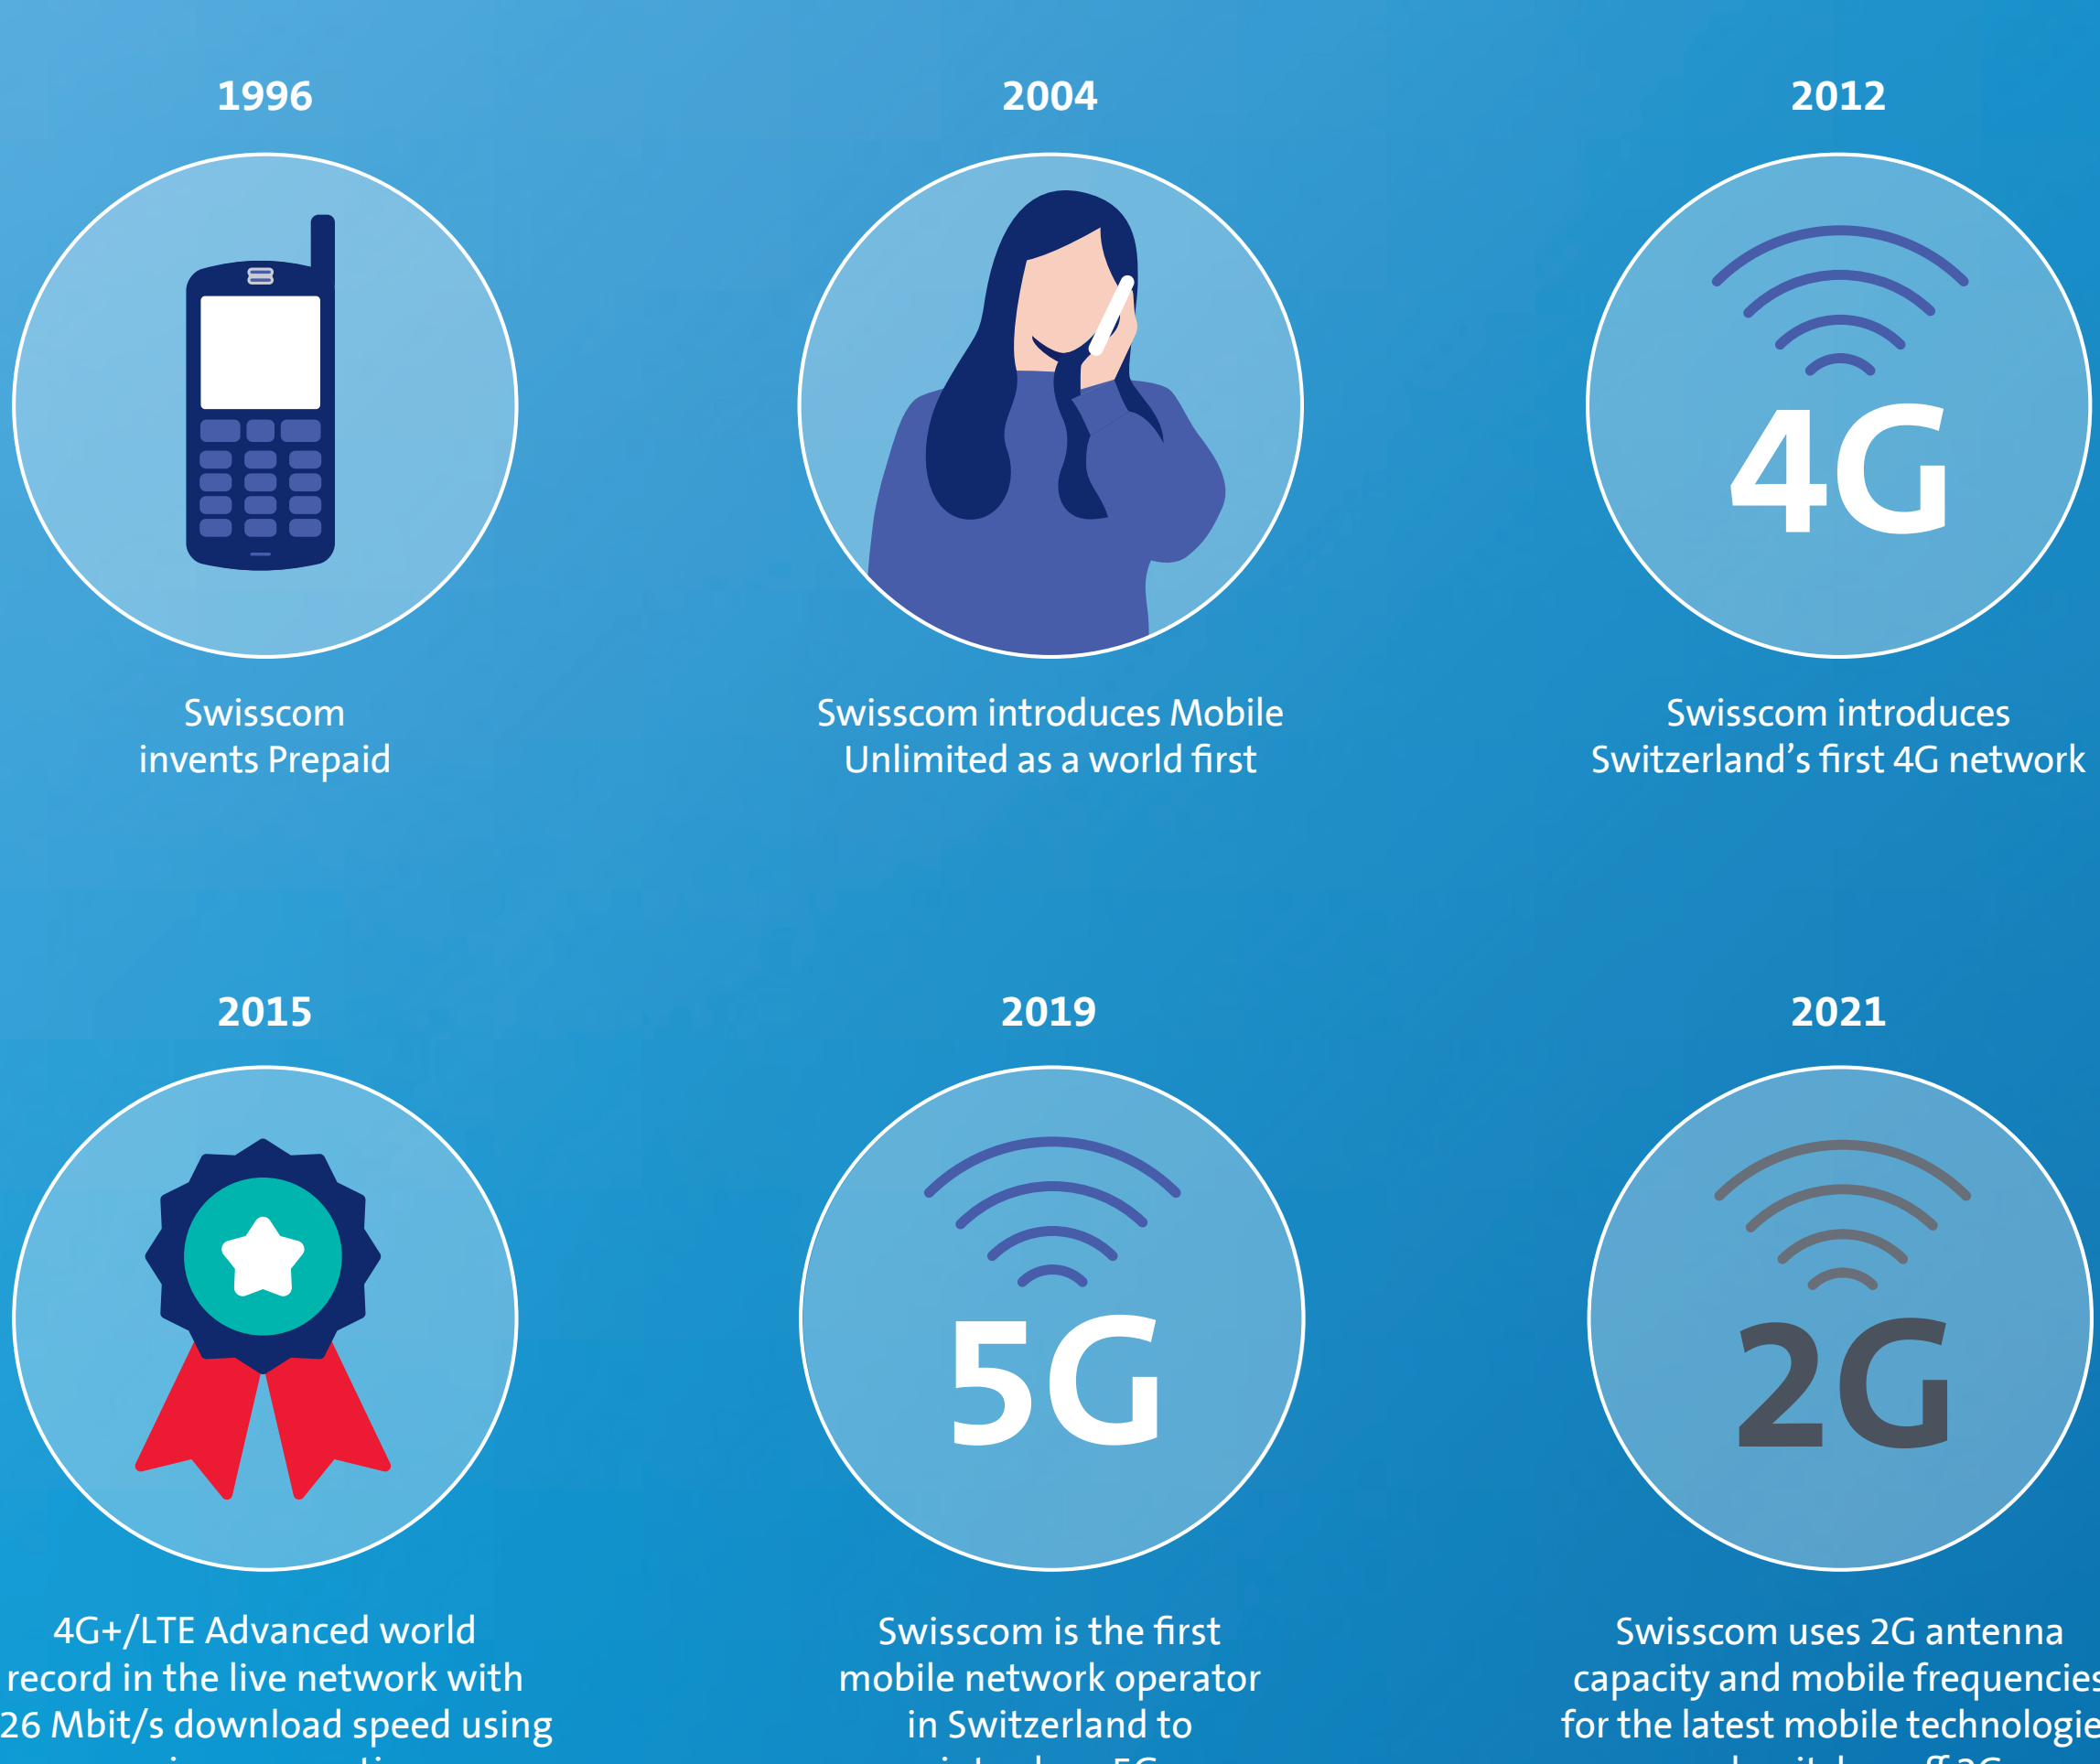 1996
Swisscom
invents Prepaid
2004
Swisscom introduces Mobile
Unlimited as a world first
2012
4G
Swisscom introduces
Switzerland’s first 4G network
2015
4G+/LTE Advanced world
record in the live network with
26 Mbit/s download speed using
2019
5G
Swisscom is the first
mobile network operator
in Switzerland to
2021
2G
Swisscom uses 2G antenna
capacity and mobile frequencies
for the latest mobile technologie